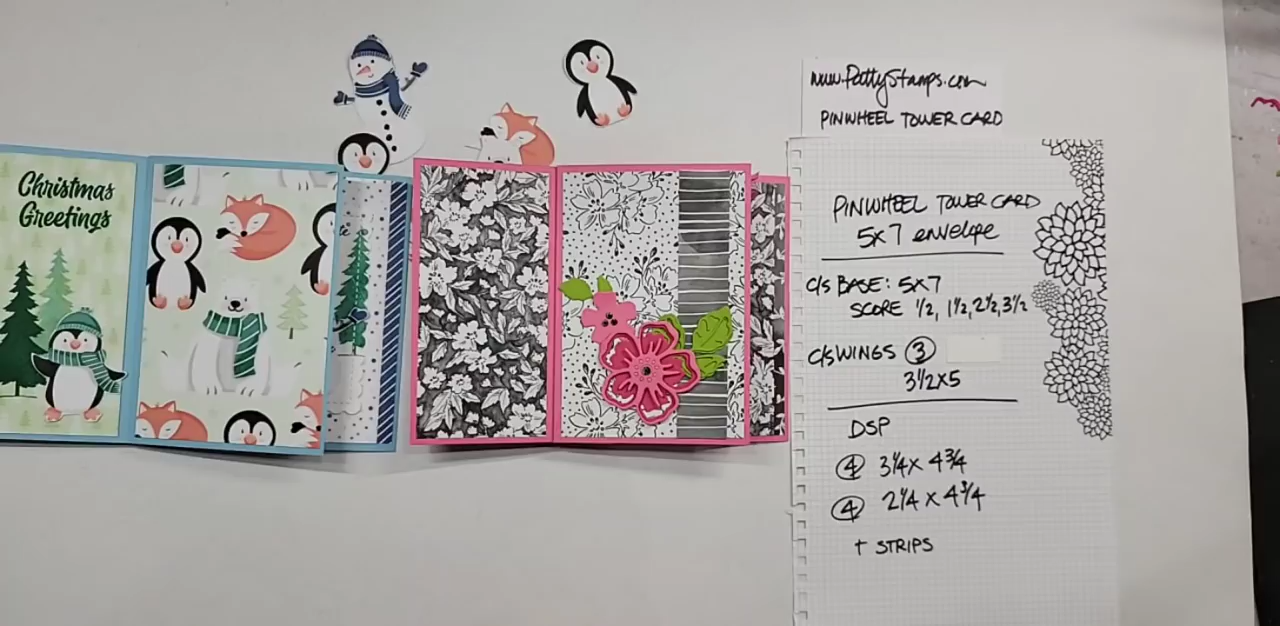 Christmas
Greetings
www.PattyStamps.com
PINWHEEL TOWER CARD
PINWHEEL TOWER CARD
5x7 envelope
c/s BASE: 5x7
SCORE 1/2, 1 1/2, 2 1/2, 3 1/2
c/s WINGS ③
3 1/2 x 5
DSP
④ 3 1/4 x 4 3/4
④ 2 1/4 x 4 3/4
+ STRIPS